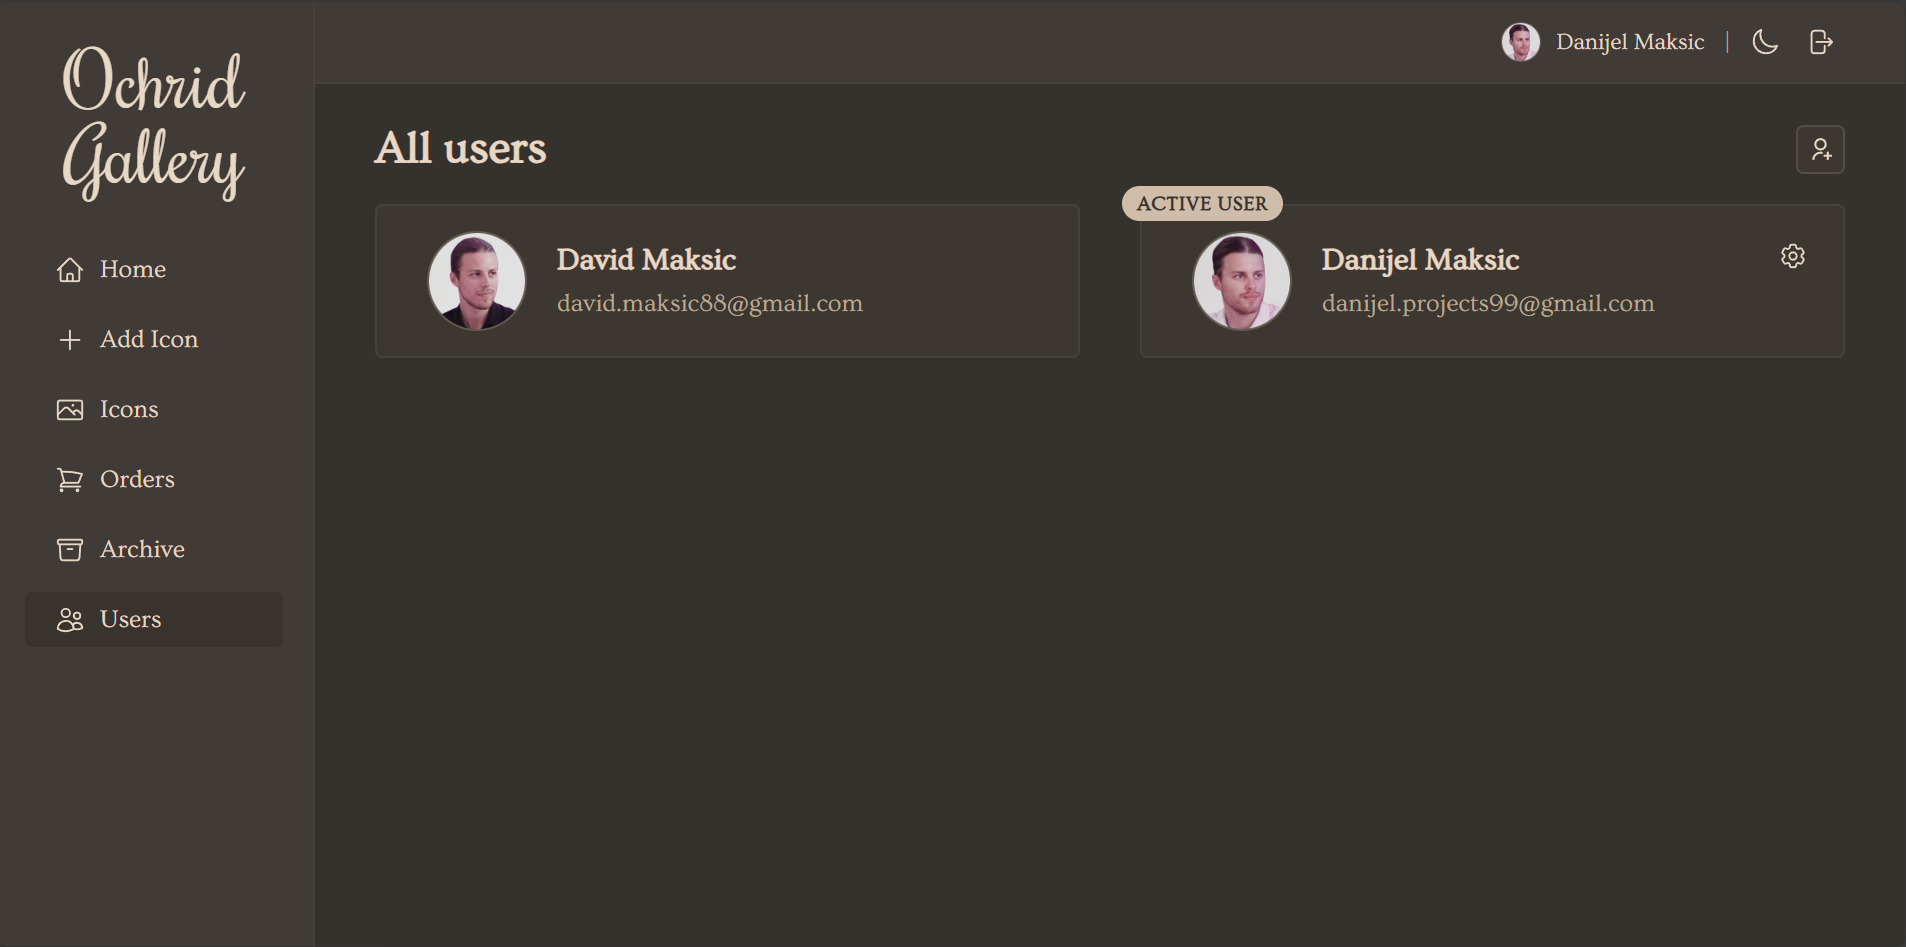 Ochrid
Gallery
Home
Add Icon
Icons
Orders
Archive
Users
Danijel Maksic
All users
David Maksic
david.maksic88@gmail.com
ACTIVE USER
Danijel Maksic
danijel.projects99@gmail.com